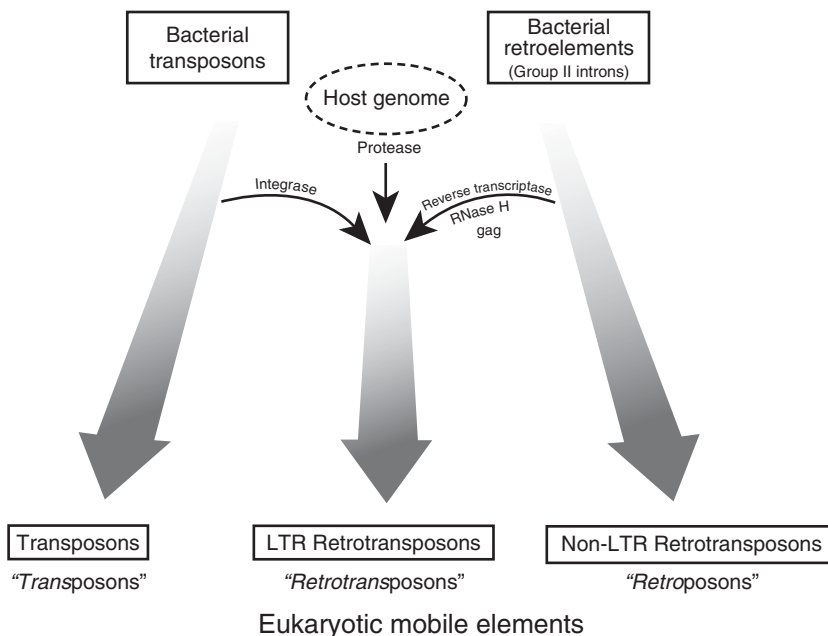 Bacterial
transposons
Bacterial
retroelements
(Group II introns)
Host genome
Protease
Integrase
Reverse transcriptase
RNase H
gag
Transposons
LTR Retrotransposons
Non-LTR Retrotransposons
“Transposons”
“Retrotransposons”
“Retroposons”
Eukaryotic mobile elements